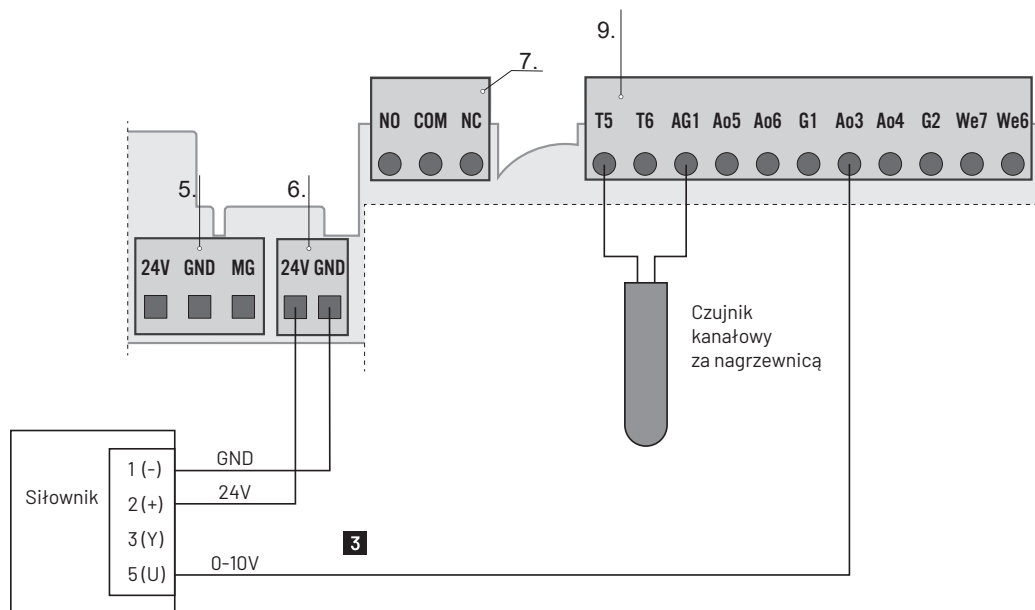 9.
7.
NO COM NC
T5 T6 AG1 Ao5 Ao6 G1 Ao3 Ao4 G2 We7 We6
5.
6.
24V GND MG
24V GND
Czujnik
kanałowy
za nagrzewnicą
Siłownik
1 (-)
2 (+)
3 (Y)
5 (U)
GND
24V
3
0-10V